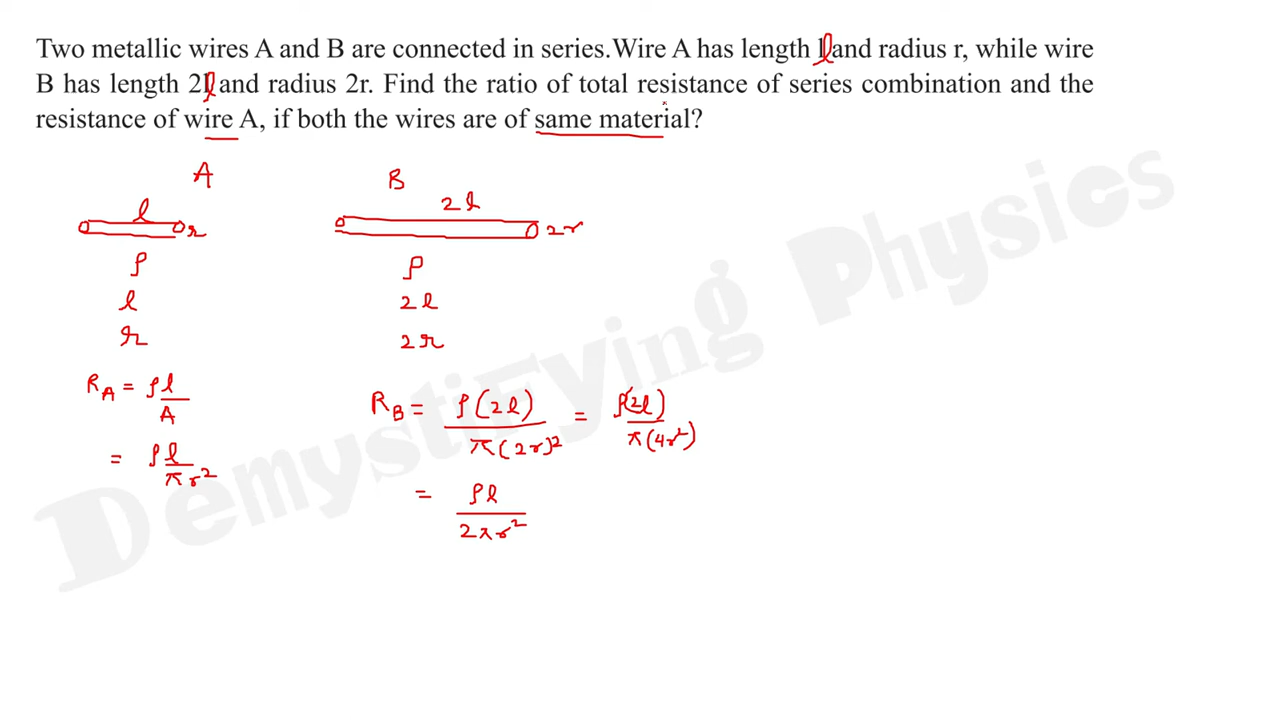 Two metallic wires A and B are connected in series.Wire A has length l and radius r, while wire
B has length 2l and radius 2r. Find the ratio of total resistance of series combination and the
resistance of wire A, if both the wires are of same material?
A B
l 2l
r 2r
ρ ρ
l 2l
r 2r
R_A = ρl/A R_B = ρ(2l)/π(2r)² = ρ(2l)/π(4r²)
= ρl/πr² = ρl/2πr²
Demystifying Physics